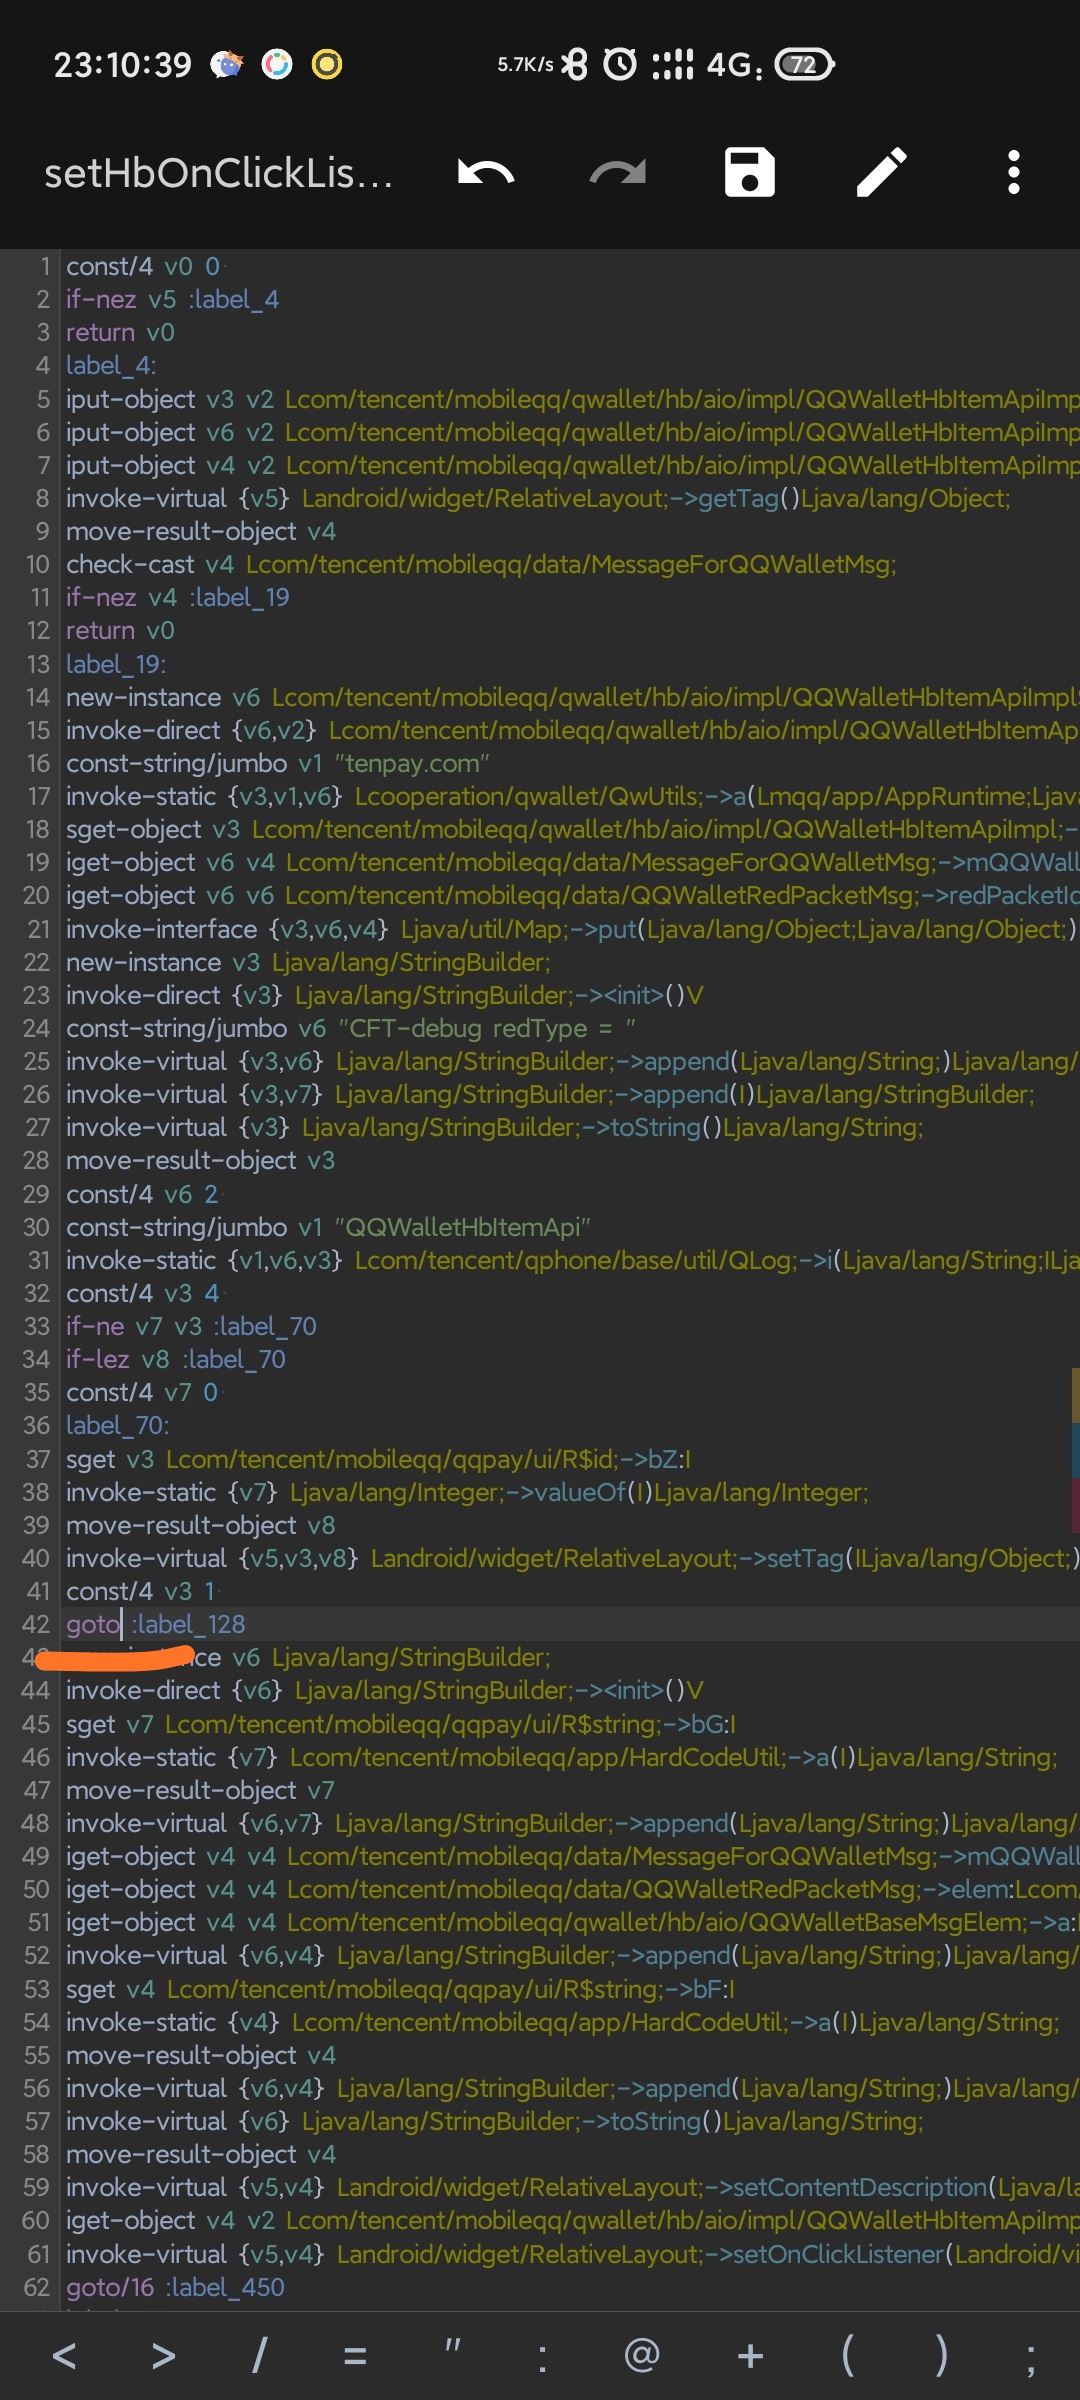 23:10:39 5.7K/s 4G 72
setHbOnClickLis...
1 const/4 v0 0
2 if-nez v5 :label_4
3 return v0
4 label_4:
5 iput-object v3 v2 Lcom/tencent/mobileqq/qwallet/hb/aio/impl/QQWalletHbItemApiImp
6 iput-object v6 v2 Lcom/tencent/mobileqq/qwallet/hb/aio/impl/QQWalletHbItemApiImp
7 iput-object v4 v2 Lcom/tencent/mobileqq/qwallet/hb/aio/impl/QQWalletHbItemApiImp
8 invoke-virtual {v5} Landroid/widget/RelativeLayout;->getTag()Ljava/lang/Object;
9 move-result-object v4
10 check-cast v4 Lcom/tencent/mobileqq/data/MessageForQQWalletMsg;
11 if-nez v4 :label_19
12 return v0
13 label_19:
14 new-instance v6 Lcom/tencent/mobileqq/qwallet/hb/aio/impl/QQWalletHbItemApiImpl$
15 invoke-direct {v6,v2} Lcom/tencent/mobileqq/qwallet/hb/aio/impl/QQWalletHbItemAp
16 const-string/jumbo v1 "tenpay.com"
17 invoke-static {v3,v1,v6} Lcooperation/qwallet/QwUtils;->a(Lmqq/app/AppRuntime;Ljava
18 sget-object v3 Lcom/tencent/mobileqq/qwallet/hb/aio/impl/QQWalletHbItemApiImpl;-
19 iget-object v6 v4 Lcom/tencent/mobileqq/data/MessageForQQWalletMsg;->mQQWall
20 iget-object v6 v6 Lcom/tencent/mobileqq/data/QQWalletRedPacketMsg;->redPacketId
21 invoke-interface {v3,v6,v4} Ljava/util/Map;->put(Ljava/lang/Object;Ljava/lang/Object;)
22 new-instance v3 Ljava/lang/StringBuilder;
23 invoke-direct {v3} Ljava/lang/StringBuilder;-><init>()V
24 const-string/jumbo v6 "CFT-debug redType = "
25 invoke-virtual {v3,v6} Ljava/lang/StringBuilder;->append(Ljava/lang/String;)Ljava/lang/
26 invoke-virtual {v3,v7} Ljava/lang/StringBuilder;->append(I)Ljava/lang/StringBuilder;
27 invoke-virtual {v3} Ljava/lang/StringBuilder;->toString()Ljava/lang/String;
28 move-result-object v3
29 const/4 v6 2
30 const-string/jumbo v1 "QQWalletHbItemApi"
31 invoke-static {v1,v6,v3} Lcom/tencent/qphone/base/util/QLog;->i(Ljava/lang/String;ILja
32 const/4 v3 4
33 if-ne v7 v3 :label_70
34 if-lez v8 :label_70
35 const/4 v7 0
36 label_70:
37 sget v3 Lcom/tencent/mobileqq/qqpay/ui/R$id;->bZ:I
38 invoke-static {v7} Ljava/lang/Integer;->valueOf(I)Ljava/lang/Integer;
39 move-result-object v8
40 invoke-virtual {v5,v3,v8} Landroid/widget/RelativeLayout;->setTag(ILjava/lang/Object;)
41 const/4 v3 1
42 goto :label_128
ce v6 Ljava/lang/StringBuilder;
44 invoke-direct {v6} Ljava/lang/StringBuilder;-><init>()V
45 sget v7 Lcom/tencent/mobileqq/qqpay/ui/R$string;->bG:I
46 invoke-static {v7} Lcom/tencent/mobileqq/app/HardCodeUtil;->a(I)Ljava/lang/String;
47 move-result-object v7
48 invoke-virtual {v6,v7} Ljava/lang/StringBuilder;->append(Ljava/lang/String;)Ljava/lang/
49 iget-object v4 v4 Lcom/tencent/mobileqq/data/MessageForQQWalletMsg;->mQQWall
50 iget-object v4 v4 Lcom/tencent/mobileqq/data/QQWalletRedPacketMsg;->elem:Lcom
51 iget-object v4 v4 Lcom/tencent/mobileqq/qwallet/hb/aio/QQWalletBaseMsgElem;->a:
52 invoke-virtual {v6,v4} Ljava/lang/StringBuilder;->append(Ljava/lang/String;)Ljava/lang/
53 sget v4 Lcom/tencent/mobileqq/qqpay/ui/R$string;->bF:I
54 invoke-static {v4} Lcom/tencent/mobileqq/app/HardCodeUtil;->a(I)Ljava/lang/String;
55 move-result-object v4
56 invoke-virtual {v6,v4} Ljava/lang/StringBuilder;->append(Ljava/lang/String;)Ljava/lang/
57 invoke-virtual {v6} Ljava/lang/StringBuilder;->toString()Ljava/lang/String;
58 move-result-object v4
59 invoke-virtual {v5,v4} Landroid/widget/RelativeLayout;->setContentDescription(Ljava/la
60 iget-object v4 v2 Lcom/tencent/mobileqq/qwallet/hb/aio/impl/QQWalletHbItemApiImp
61 invoke-virtual {v5,v4} Landroid/widget/RelativeLayout;->setOnClickListener(Landroid/vi
62 goto/16 :label_450
< > / = " : @ + ( ) ;